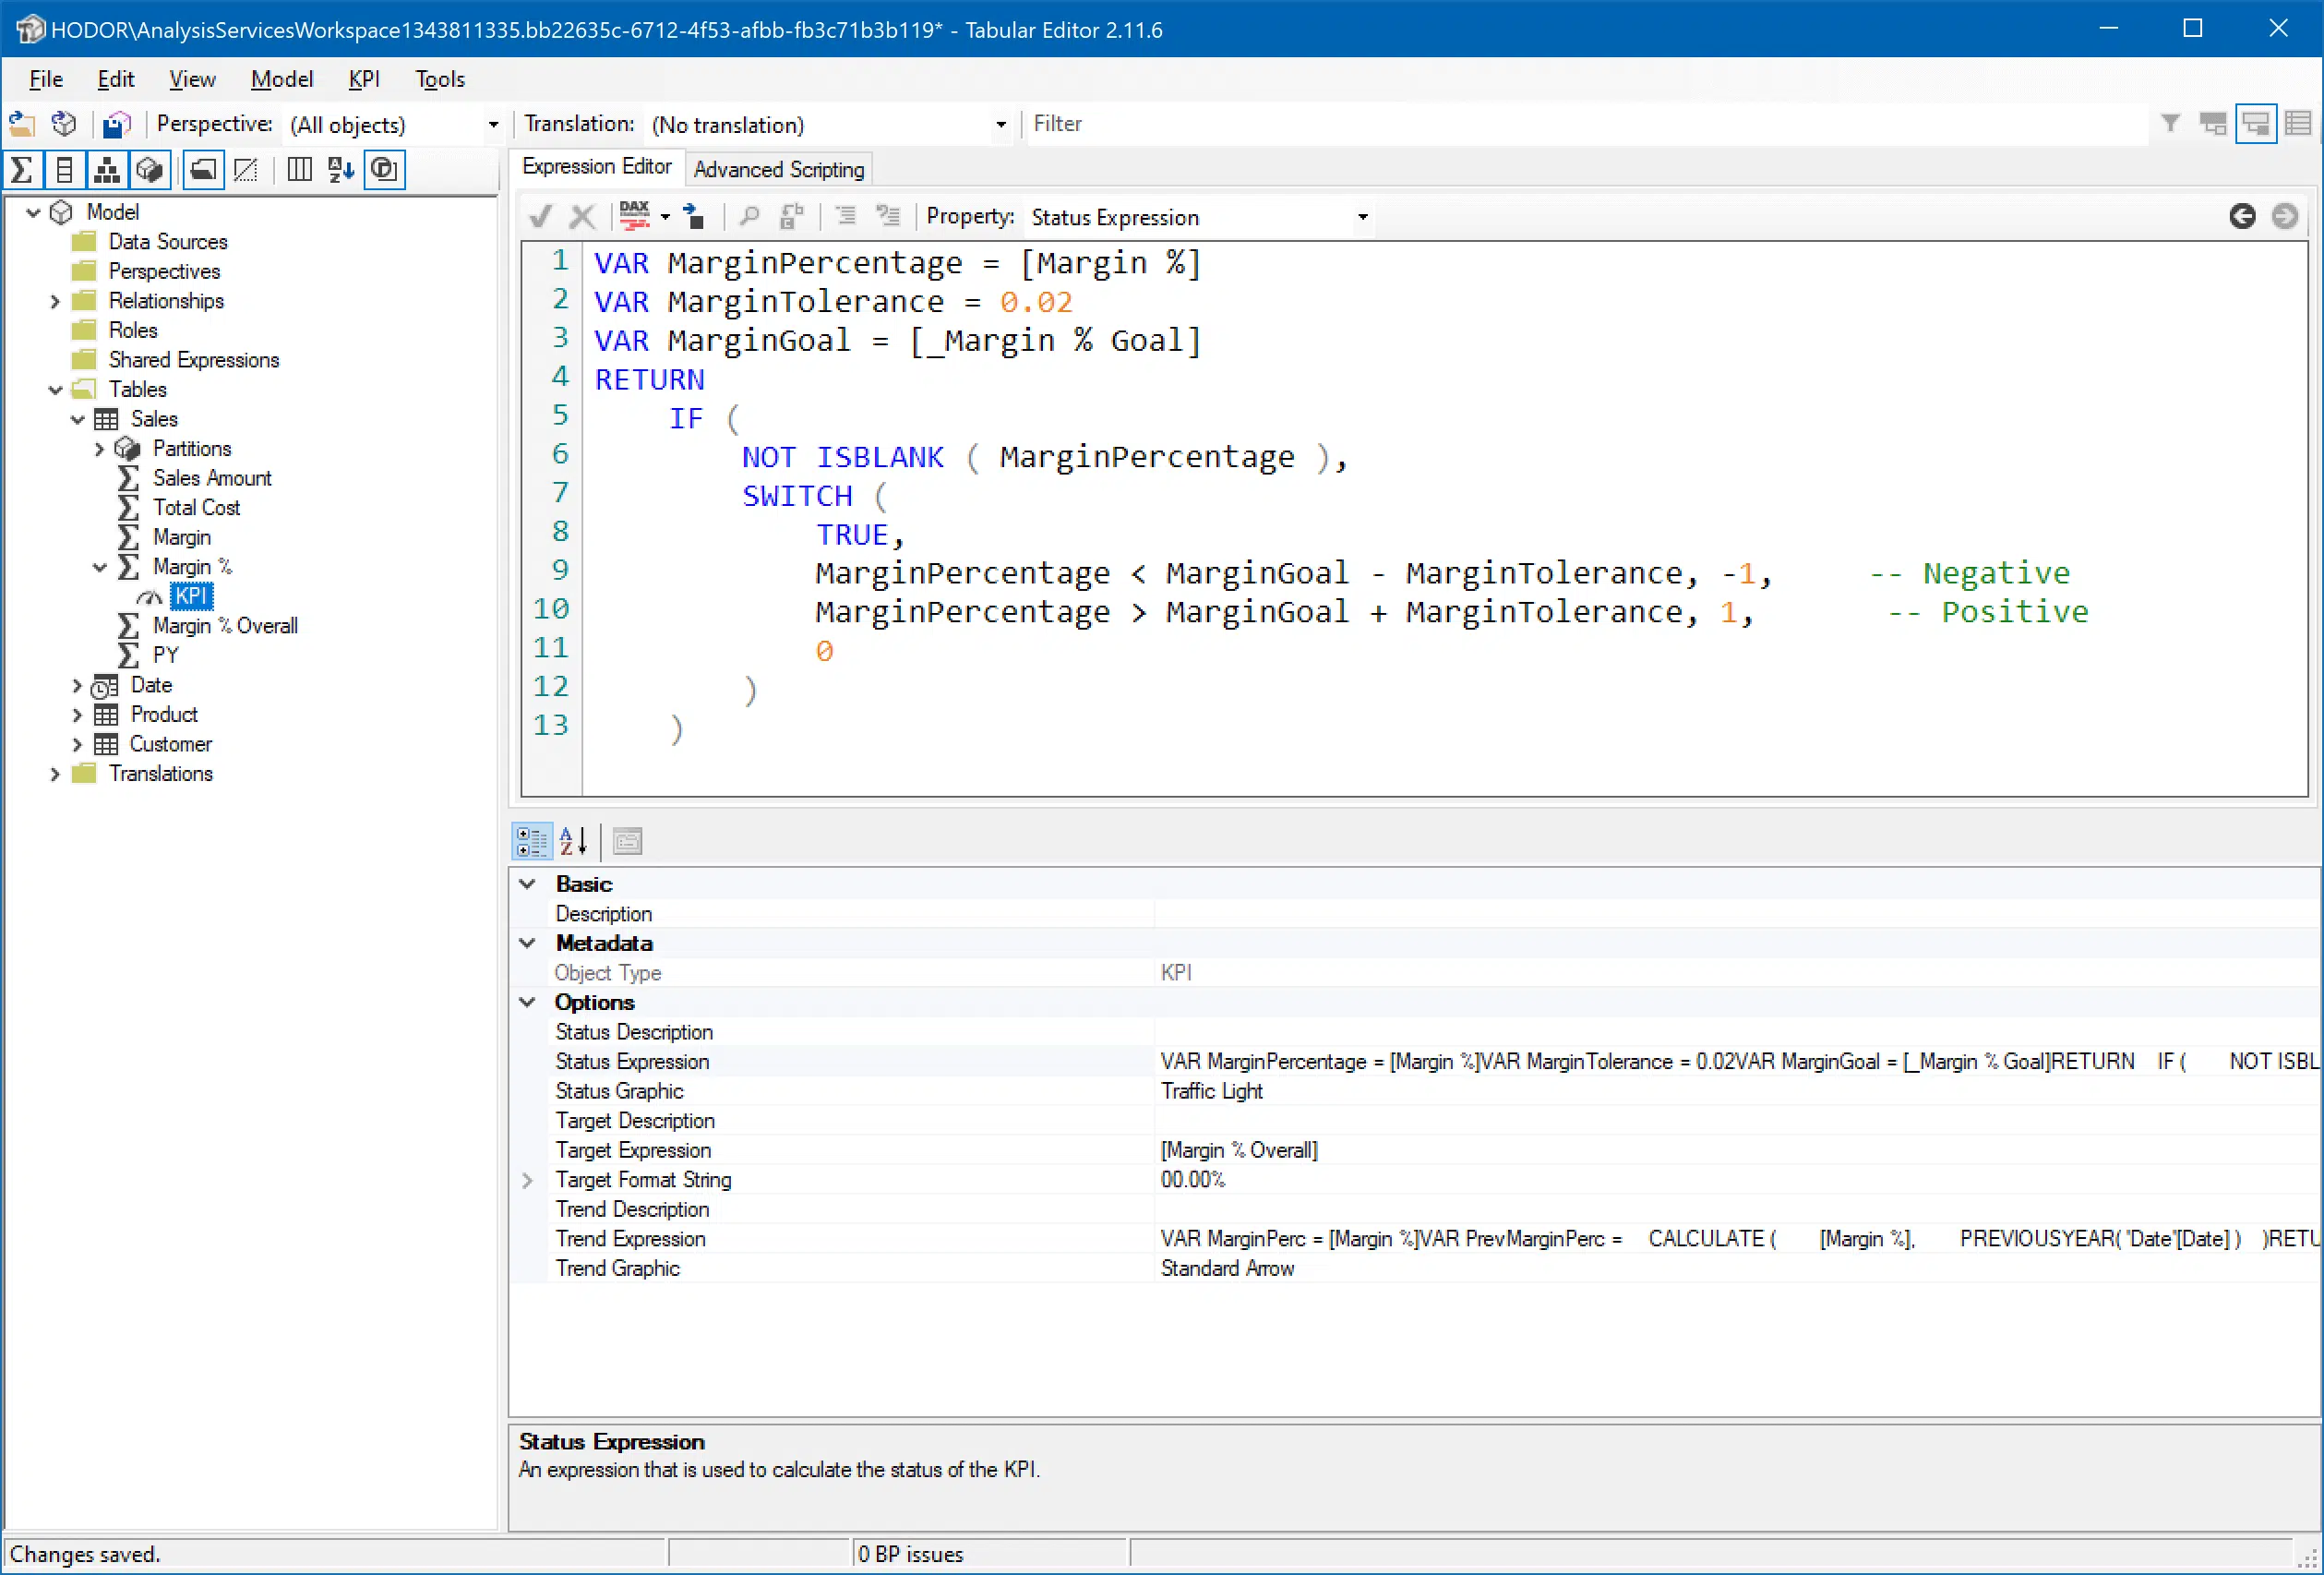 HODOR\AnalysisServicesWorkspace1343811335.bb22635c-6712-4f53-afbb-fb3c71b3b119* - Tabular Editor 2.11.6
File Edit View Model KPI Tools
Perspective: (All objects) Translation: (No translation) Filter
Expression Editor Advanced Scripting
DAX Property: Status Expression
Model
Data Sources
Perspectives
Relationships
Roles
Shared Expressions
Tables
Sales
Partitions
Sales Amount
Total Cost
Margin
Margin %
KPI
Margin % Overall
PY
Date
Product
Customer
Translations
1 VAR MarginPercentage = [Margin %]
2 VAR MarginTolerance = 0.02
3 VAR MarginGoal = [_Margin % Goal]
4 RETURN
5 IF (
6 NOT ISBLANK ( MarginPercentage ),
7 SWITCH (
8 TRUE,
9 MarginPercentage < MarginGoal - MarginTolerance, -1, -- Negative
10 MarginPercentage > MarginGoal + MarginTolerance, 1, -- Positive
11 0
12 )
13 )
Basic
Description
Metadata
Object Type KPI
Options
Status Description
Status Expression VAR MarginPercentage = [Margin %]VAR MarginTolerance = 0.02VAR MarginGoal = [_Margin % Goal]RETURN IF ( NOT ISBL
Status Graphic Traffic Light
Target Description
Target Expression [Margin % Overall]
Target Format String 00.00%
Trend Description
Trend Expression VAR MarginPerc = [Margin %]VAR PrevMarginPerc = CALCULATE ( [Margin %], PREVIOUSYEAR( 'Date'[Date] ) )RETU
Trend Graphic Standard Arrow
Status Expression
An expression that is used to calculate the status of the KPI.
Changes saved. 0 BP issues